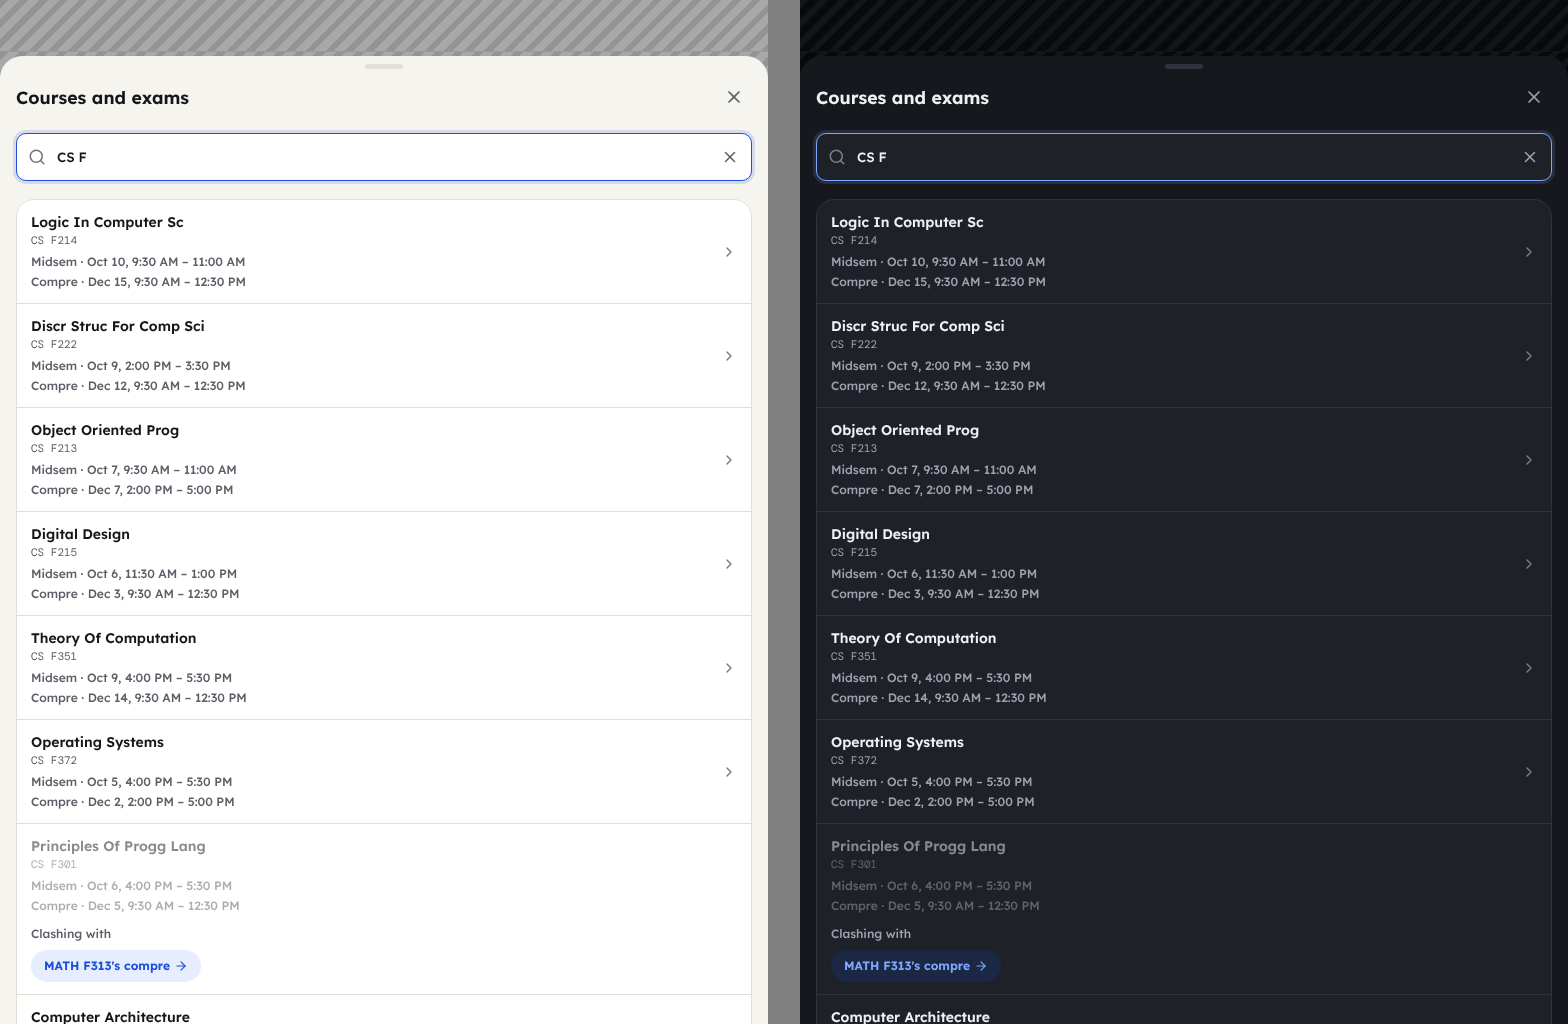 Courses and exams
CS F
Logic In Computer Sc
CS F214
Midsem · Oct 10, 9:30 AM – 11:00 AM
Compre · Dec 15, 9:30 AM – 12:30 PM
Discr Struc For Comp Sci
CS F222
Midsem · Oct 9, 2:00 PM – 3:30 PM
Compre · Dec 12, 9:30 AM – 12:30 PM
Object Oriented Prog
CS F213
Midsem · Oct 7, 9:30 AM – 11:00 AM
Compre · Dec 7, 2:00 PM – 5:00 PM
Digital Design
CS F215
Midsem · Oct 6, 11:30 AM – 1:00 PM
Compre · Dec 3, 9:30 AM – 12:30 PM
Theory Of Computation
CS F351
Midsem · Oct 9, 4:00 PM – 5:30 PM
Compre · Dec 14, 9:30 AM – 12:30 PM
Operating Systems
CS F372
Midsem · Oct 5, 4:00 PM – 5:30 PM
Compre · Dec 2, 2:00 PM – 5:00 PM
Principles Of Progg Lang
CS F301
Midsem · Oct 6, 4:00 PM – 5:30 PM
Compre · Dec 5, 9:30 AM – 12:30 PM
Clashing with
MATH F313's compre →
Computer Architecture
Courses and exams
CS F
Logic In Computer Sc
CS F214
Midsem · Oct 10, 9:30 AM – 11:00 AM
Compre · Dec 15, 9:30 AM – 12:30 PM
Discr Struc For Comp Sci
CS F222
Midsem · Oct 9, 2:00 PM – 3:30 PM
Compre · Dec 12, 9:30 AM – 12:30 PM
Object Oriented Prog
CS F213
Midsem · Oct 7, 9:30 AM – 11:00 AM
Compre · Dec 7, 2:00 PM – 5:00 PM
Digital Design
CS F215
Midsem · Oct 6, 11:30 AM – 1:00 PM
Compre · Dec 3, 9:30 AM – 12:30 PM
Theory Of Computation
CS F351
Midsem · Oct 9, 4:00 PM – 5:30 PM
Compre · Dec 14, 9:30 AM – 12:30 PM
Operating Systems
CS F372
Midsem · Oct 5, 4:00 PM – 5:30 PM
Compre · Dec 2, 2:00 PM – 5:00 PM
Principles Of Progg Lang
CS F301
Midsem · Oct 6, 4:00 PM – 5:30 PM
Compre · Dec 5, 9:30 AM – 12:30 PM
Clashing with
MATH F313's compre →
Computer Architecture